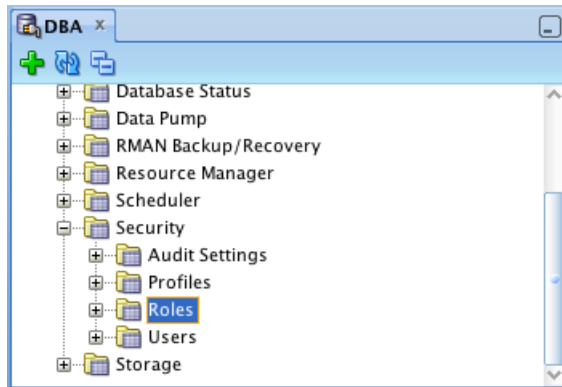 DBA
Database Status
Data Pump
RMAN Backup/Recovery
Resource Manager
Scheduler
Security
Audit Settings
Profiles
Roles
Users
Storage